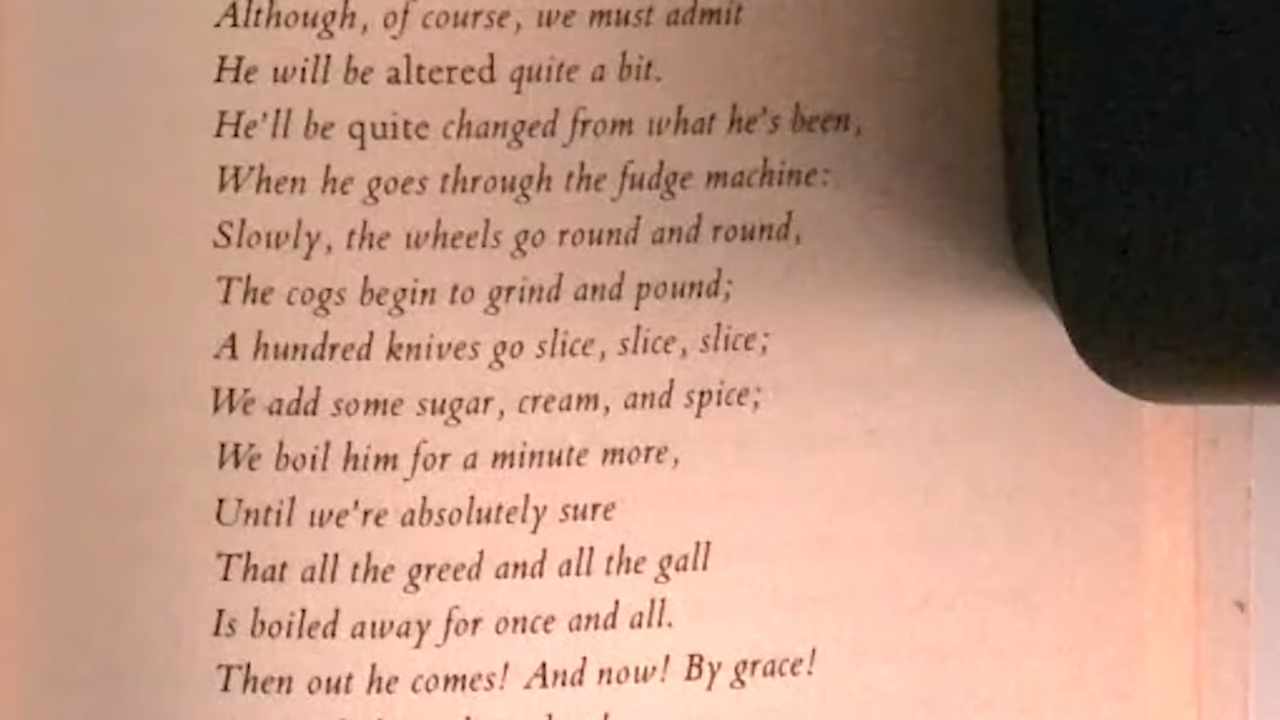 Although, of course, we must admit
He will be altered quite a bit.
He'll be quite changed from what he's been,
When he goes through the fudge machine:
Slowly, the wheels go round and round,
The cogs begin to grind and pound;
A hundred knives go slice, slice, slice;
We add some sugar, cream, and spice;
We boil him for a minute more,
Until we're absolutely sure
That all the greed and all the gall
Is boiled away for once and all.
Then out he comes! And now! By grace!